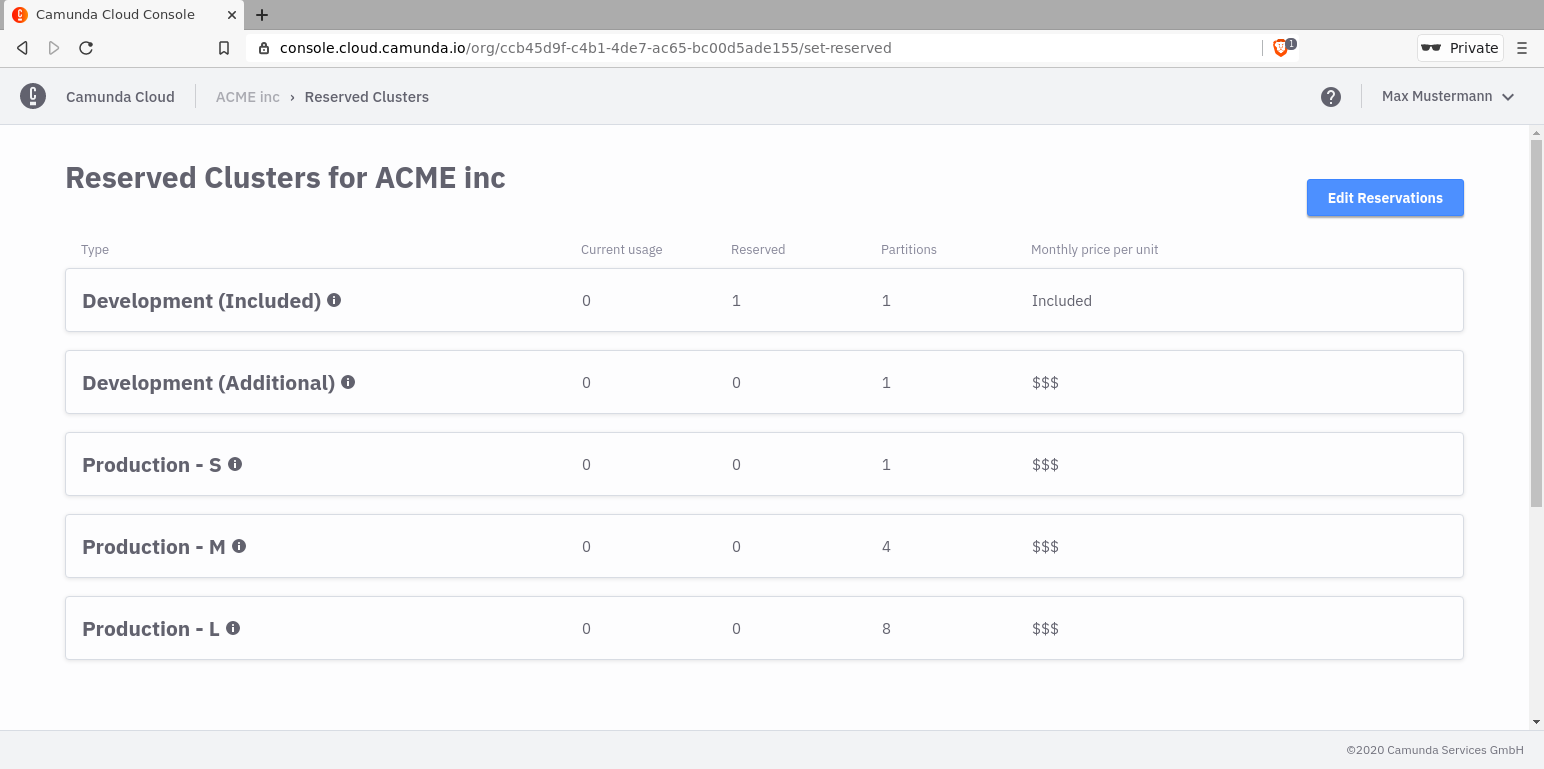 Camunda Cloud Console
console.cloud.camunda.io/org/ccb45d9f-c4b1-4de7-ac65-bc00d5ade155/set-reserved
1
Private
Camunda Cloud
ACME inc › Reserved Clusters
?
Max Mustermann
Reserved Clusters for ACME inc
Edit Reservations
Type Current usage Reserved Partitions Monthly price per unit
Development (Included) 0 1 1 Included
Development (Additional) 0 0 1 $$$
Production - S 0 0 1 $$$
Production - M 0 0 4 $$$
Production - L 0 0 8 $$$
©2020 Camunda Services GmbH